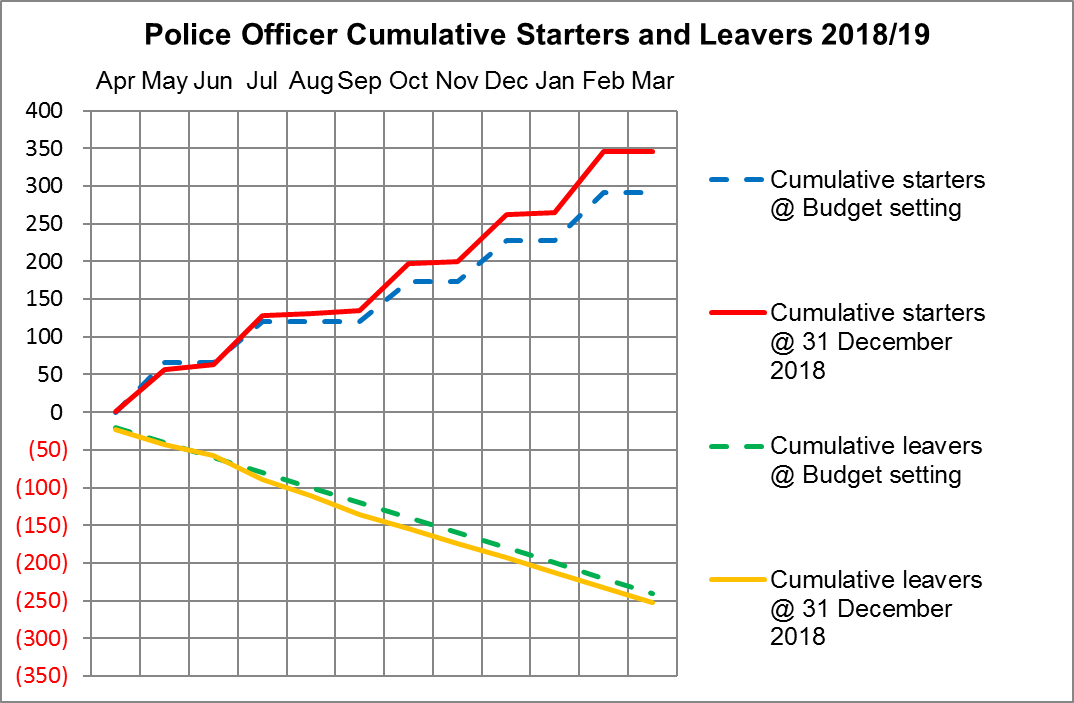 Police Officer Cumulative Starters and Leavers 2018/19
Apr May Jun Jul Aug Sep Oct Nov Dec Jan Feb Mar
400
350
300
250
200
150
100
50
0
(50)
(100)
(150)
(200)
(250)
(300)
(350)
Cumulative starters
@ Budget setting
Cumulative starters
@ 31 December
2018
Cumulative leavers
@ Budget setting
Cumulative leavers
@ 31 December
2018